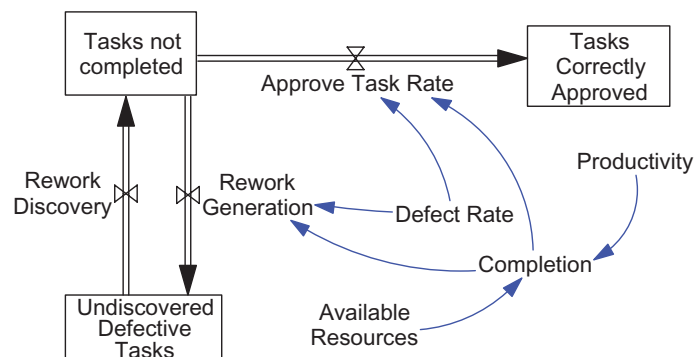 Tasks not
completed
Tasks
Correctly
Approved
Approve Task Rate
Productivity
Rework
Discovery
Rework
Generation
Defect Rate
Completion
Available
Resources
Undiscovered
Defective
Tasks